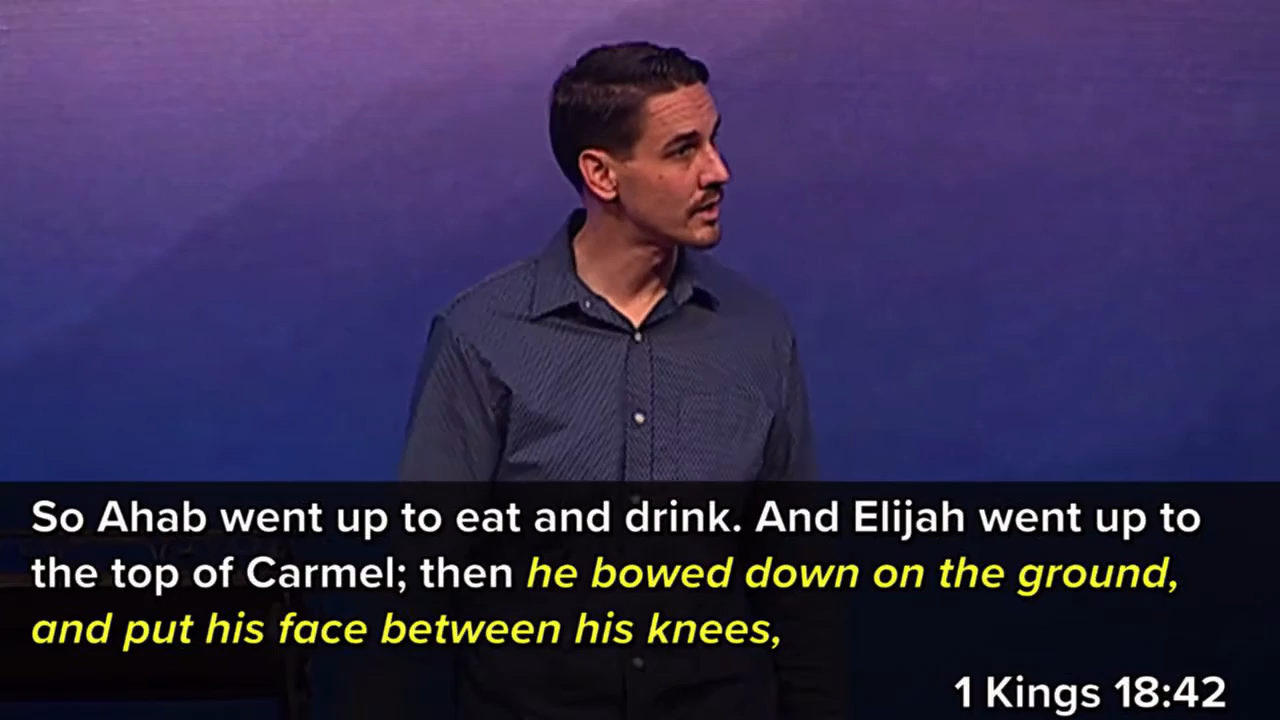 So Ahab went up to eat and drink. And Elijah went up to
the top of Carmel; then he bowed down on the ground,
and put his face between his knees,
1 Kings 18:42